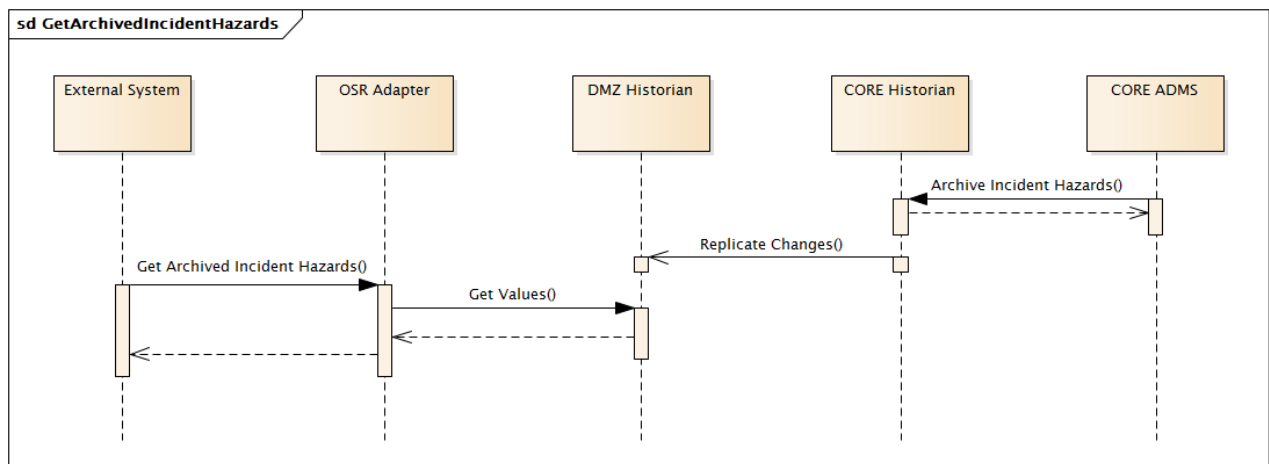 sd GetArchivedIncidentHazards
External System
OSR Adapter
DMZ Historian
CORE Historian
CORE ADMS
Archive Incident Hazards()
Replicate Changes()
Get Archived Incident Hazards()
Get Values()